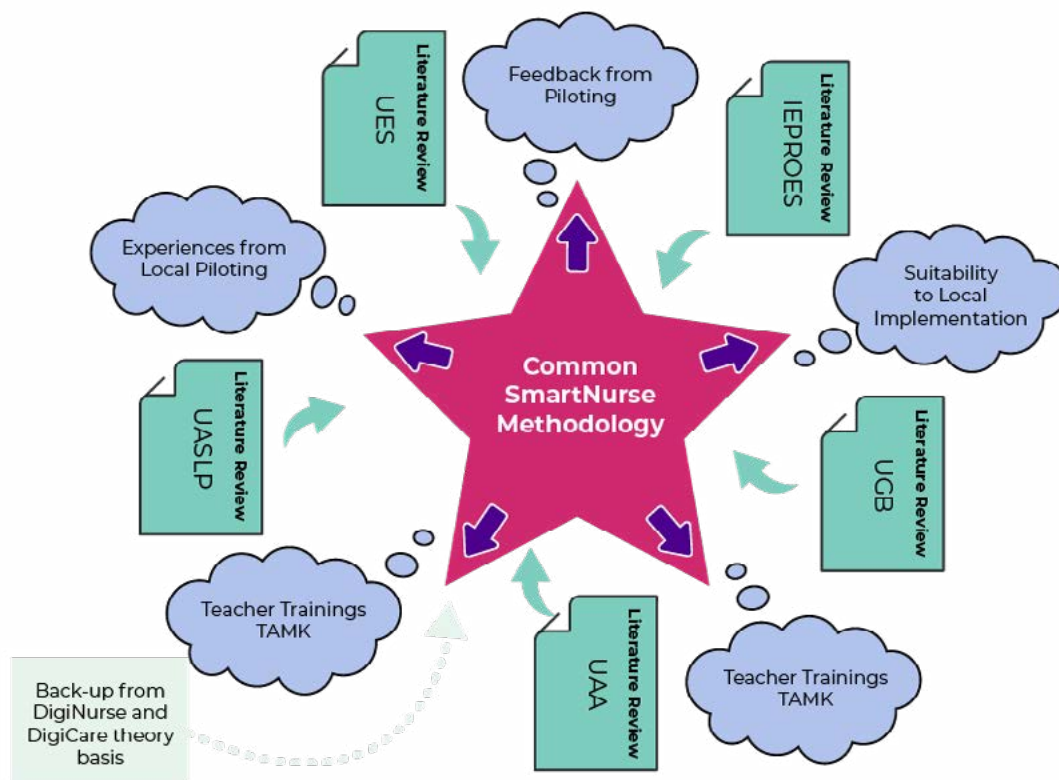 Literature Review
UES
Feedback from
Piloting
Literature Review
IEPROES
Experiences from
Local Piloting
Suitability
to Local
Implementation
Common
SmartNurse
Methodology
Literature Review
UASLP
Literature Review
UGB
Teacher Trainings
TAMK
Literature Review
UAA
Teacher Trainings
TAMK
Back-up from
DigiNurse and
DigiCare theory
basis